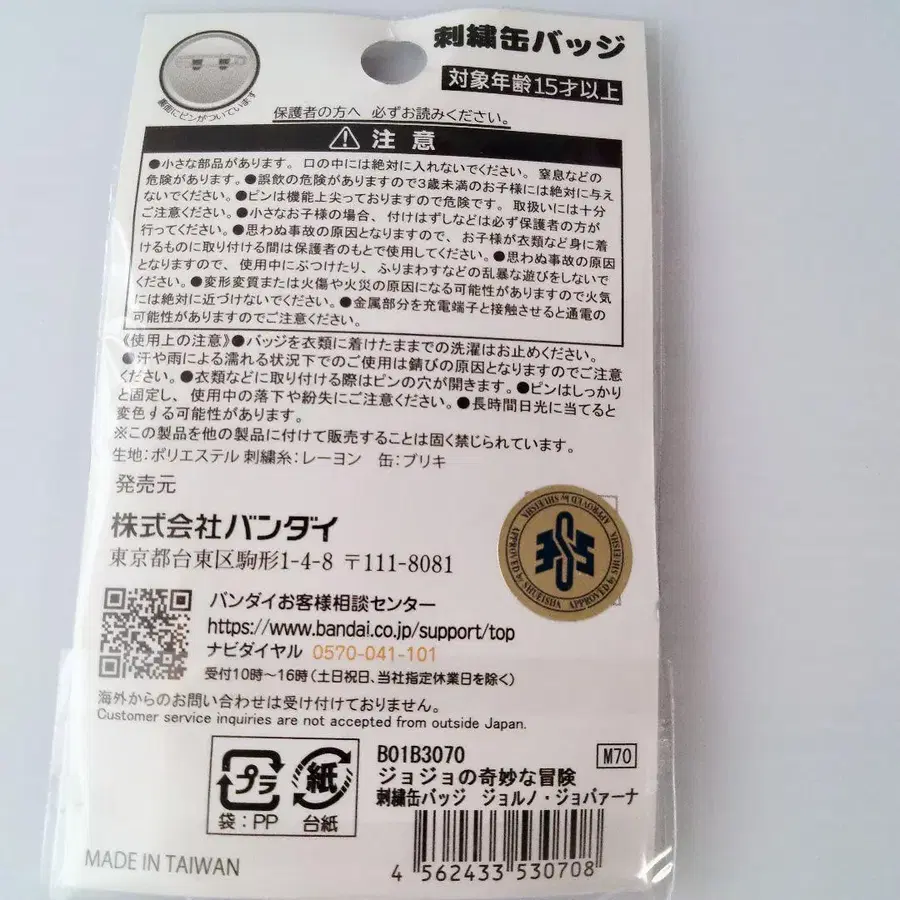 刺繍缶バッジ
対象年齢15才以上
裏面にピンがついています
保護者の方へ 必ずお読みください。
注意
●小さな部品があります。口の中には絶対に入れないでください。窒息などの
危険があります。●誤飲の危険がありますので3歳未満のお子様には絶対に与え
ないでください。●ピンは機能上尖っておりますので危険です。取扱いには十分
ご注意ください。●小さなお子様の場合、付けはずしなどは必ず保護者の方が
行ってください。●思わぬ事故の原因となりますので、お子様が衣類など身に着
けるものに取り付ける間は保護者のもとで使用してください。●思わぬ事故の原因
となりますので、使用中にぶつけたり、ふりまわすなどの乱暴な遊びをしないで
ください。●変形変質または火傷や火災の原因になる可能性がありますので火気
には絶対に近づけないでください。●金属部分を充電端子と接触させると通電の
可能性がありますのでご注意ください。
《使用上の注意》●バッジを衣類に着けたままでの洗濯はお止めください。
●汗や雨による濡れる状況下でのご使用は錆びの原因となりますのでご注意
ください。●衣類などに取り付ける際はピンの穴が開きます。●ピンはしっかり
と固定し、使用中の落下や紛失にご注意ください。●長時間日光に当てると
変色する可能性があります。
※この製品を他の製品に付けて販売することは固く禁じられています。
生地:ポリエステル 刺繍糸:レーヨン 缶:ブリキ
発売元
株式会社バンダイ
東京都台東区駒形1-4-8 〒111-8081
APPROVED by SHUEISHA APPROVED by SHUEISHA APPROVED by SHUEISHA
バンダイお客様相談センター
https://www.bandai.co.jp/support/top
ナビダイヤル 0570-041-101
受付10時～16時(土日祝日、当社指定休業日を除く)
海外からのお問い合わせは受け付けておりません。
Customer service inquiries are not accepted from outside Japan.
プラ
袋:PP
紙
台紙
B01B3070
M70
ジョジョの奇妙な冒険
刺繍缶バッジ ジョルノ・ジョバァーナ
4 562433 530708
MADE IN TAIWAN